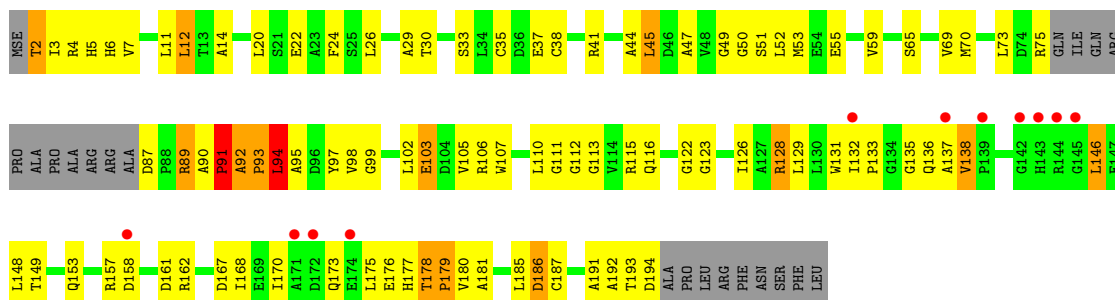 MSE T2 I3 R4 H5 H6 V7 L11 L12 T13 A14 L20 S21 E22 A23 F24 S25 L26 A29 T30 S33 L34 C35 D36 E37 C38 R41 A44 L45 D46 A47 V48 G49 G50 S51 L52 M53 E54 E55 V59 S65 V69 M70 L73 D74 R75 GLN ILE GLN ARG
PRO ALA PRO ALA ARG ARG ALA D87 P88 R89 A90 P91 A92 P93 L94 A95 D96 Y97 V98 G99 L102 E103 D104 V105 R106 W107 L110 G111 G112 G113 V114 R115 Q116 G122 G123 I126 A127 R128 L129 L130 W131 I132 P133 G134 G135 Q136 A137 V138 P139 G142 H143 R144 G145 L146 E147
L148 T149 Q153 R157 D158 D161 R162 D167 I168 E169 I170 A171 D172 Q173 E174 L175 E176 H177 T178 P179 V180 A181 L185 D186 C187 A191 A192 T193 D194 ALA PRO LEU ARG PHE ASN SER PHE LEU